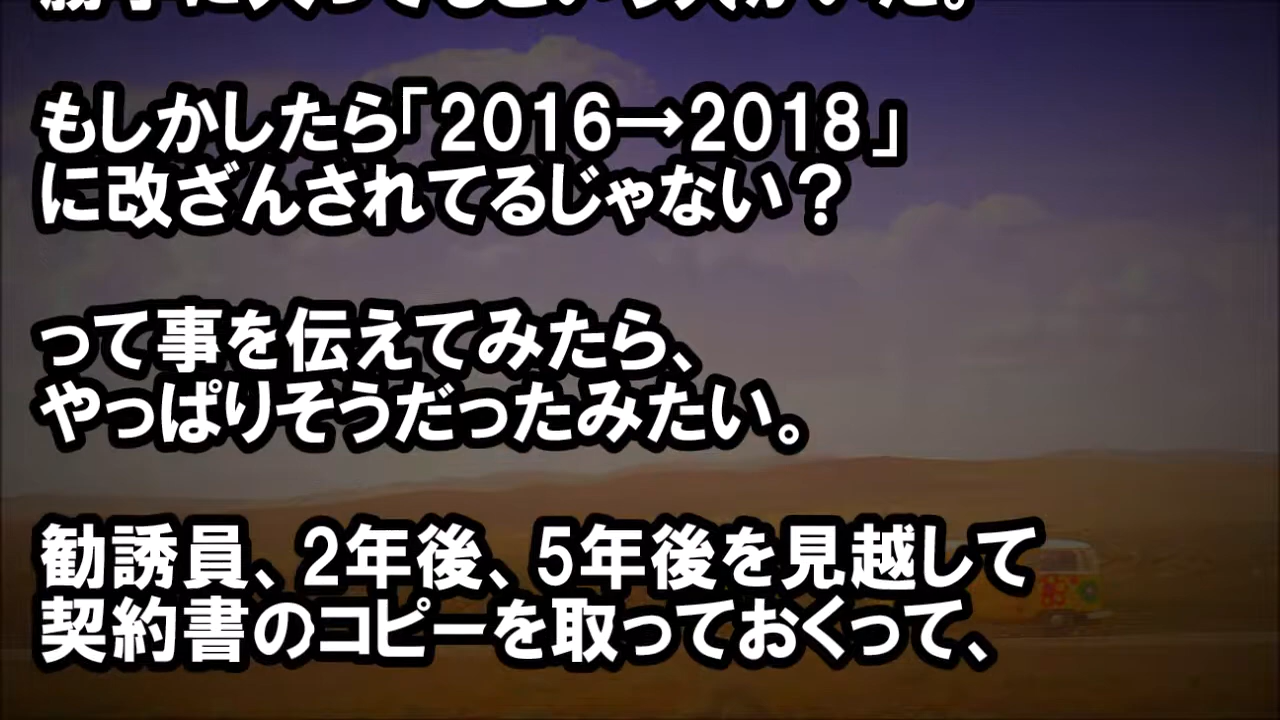 もしかしたら「2016→2018」
に改ざんされてるじゃない？
って事を伝えてみたら、
やっぱりそうだったみたい。
勧誘員、2年後、5年後を見越して
契約書のコピーを取っておくって、